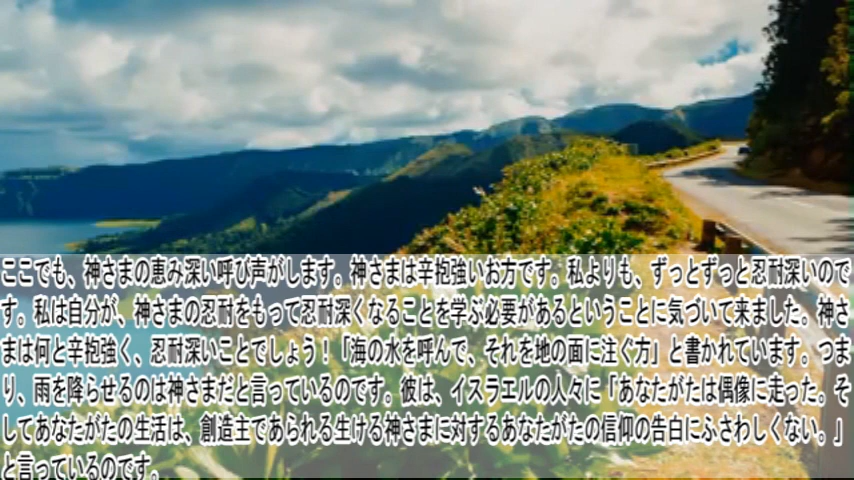 ここでも、神さまの恵み深い呼び声がします。神さまは辛抱強いお方です。私よりも、ずっとずっと忍耐深いので
す。私は自分が、神さまの忍耐をもって忍耐深くなることを学ぶ必要があるということに気づいて来ました。神さ
まは何と辛抱強く、忍耐深いことでしょう！「海の水を呼んで、それを地の面に注ぐ方」と書かれています。つま
り、雨を降らせるのは神さまだと言っているのです。彼は、イスラエルの人々に「あなたがたは偶像に走った。そ
してあなたがたの生活は、創造主であられる生ける神さまに対するあなたがたの信仰の告白にふさわしくない。」
と言っているのです。